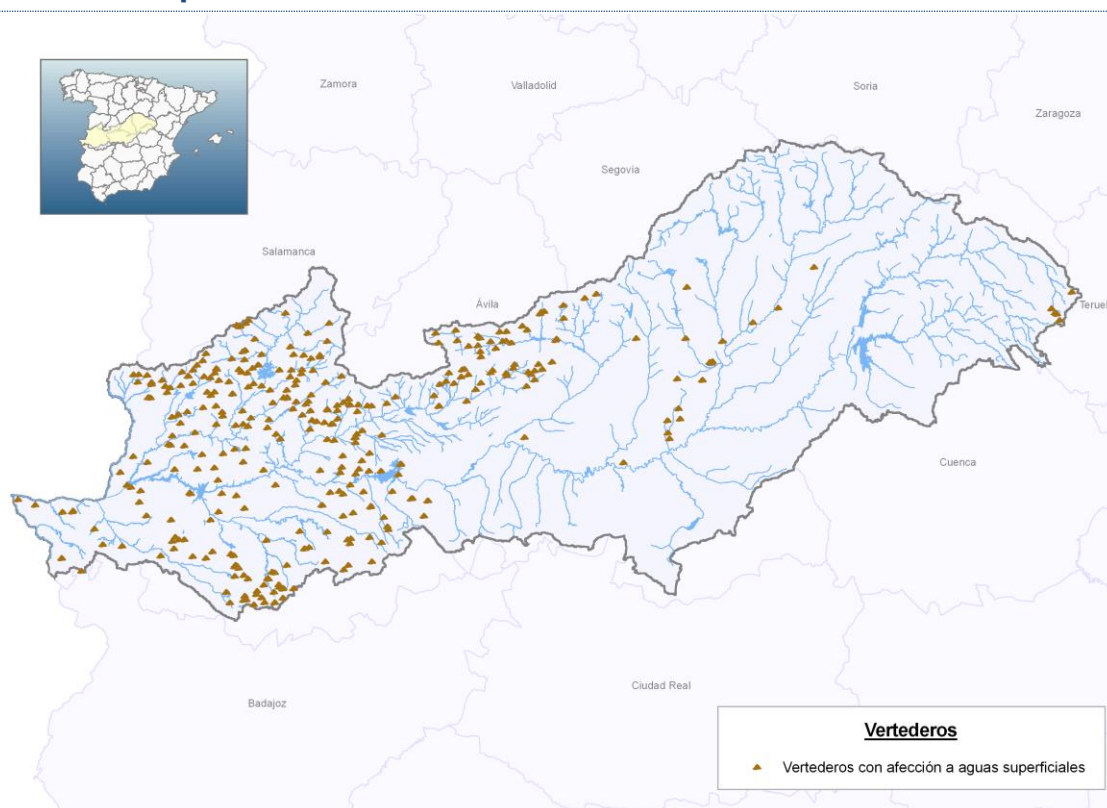 Zamora
Valladolid
Soria
Zaragoza
Segovia
Salamanca
Ávila
Teruel
Cuenca
Ciudad Real
Badajoz
Vertederos
Vertederos con afección a aguas superficiales